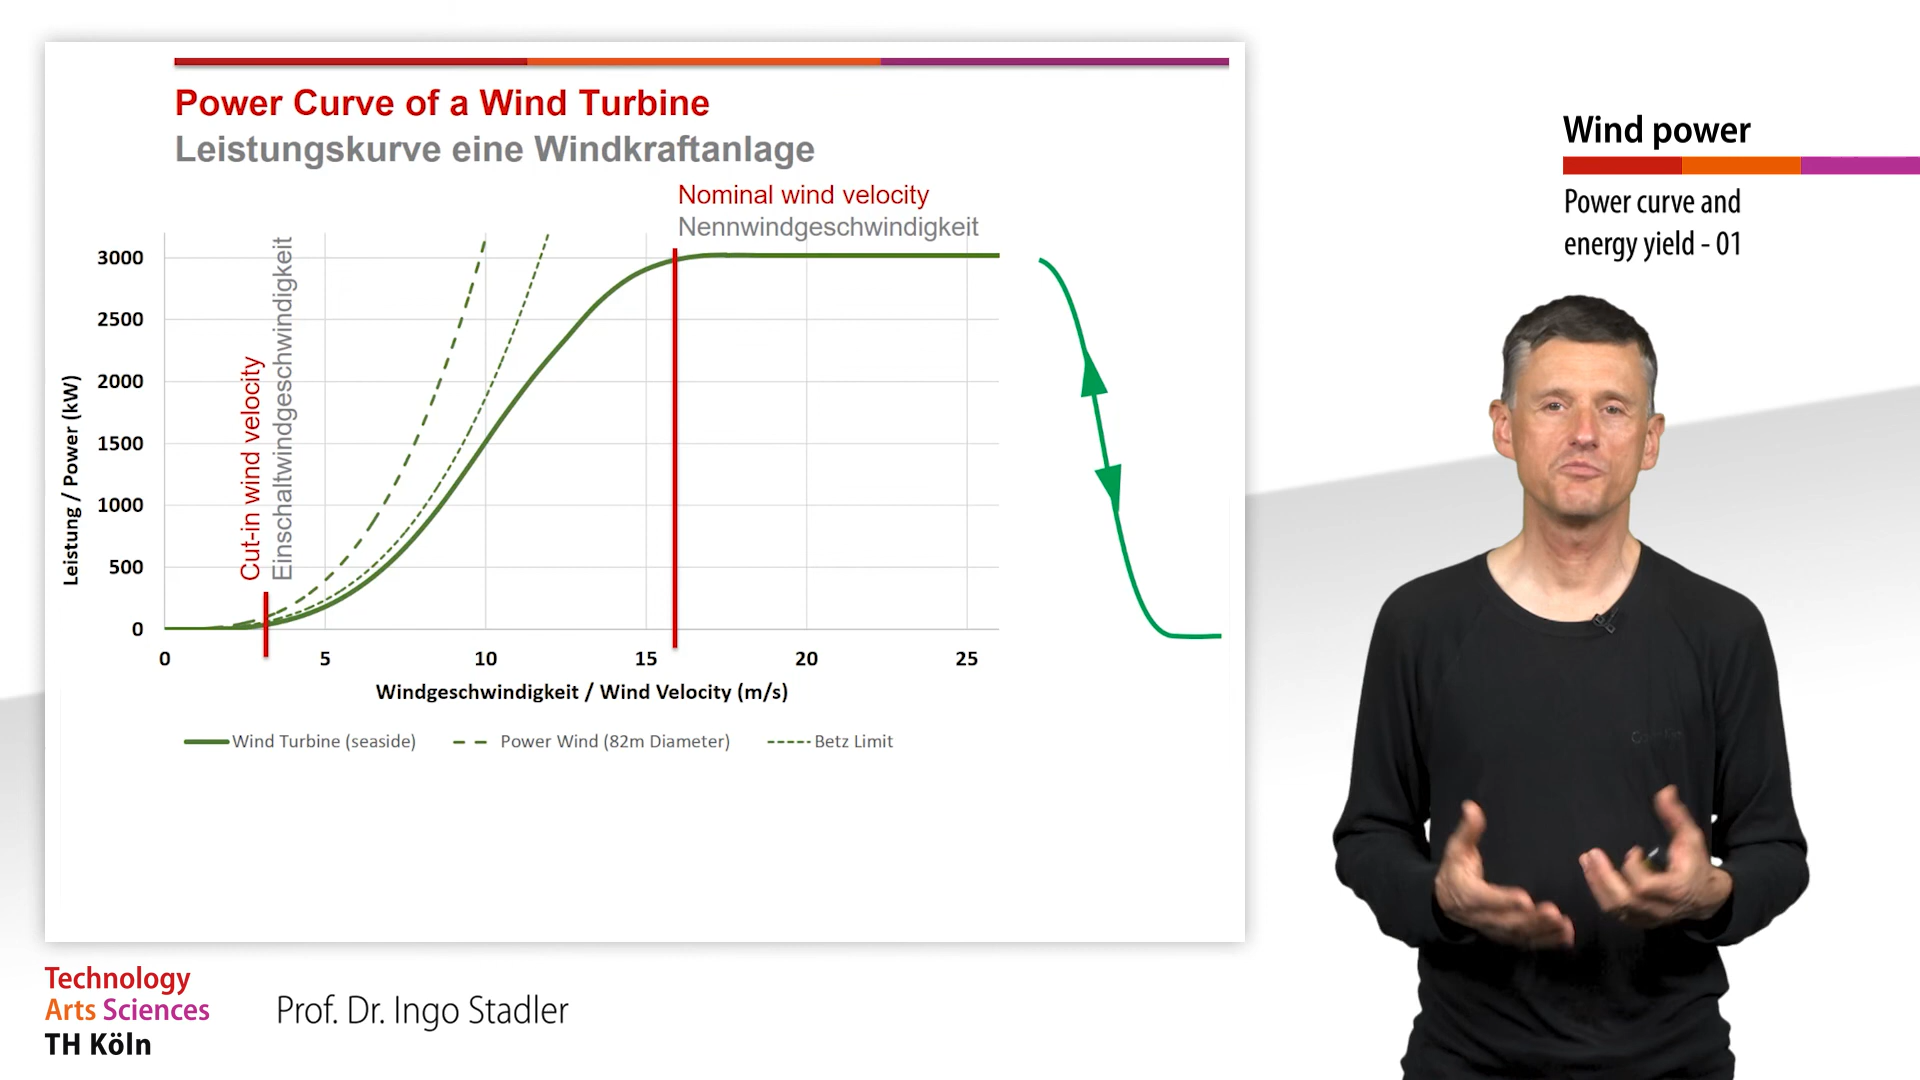 Power Curve of a Wind Turbine
Leistungskurve eine Windkraftanlage
Nominal wind velocity
Nennwindgeschwindigkeit
Cut-in wind velocity
Einschaltwindgeschwindigkeit
Leistung / Power (kW)
3000
2500
2000
1500
1000
500
0
0 5 10 15 20 25
Windgeschwindigkeit / Wind Velocity (m/s)
Wind Turbine (seaside) Power Wind (82m Diameter) Betz Limit
Wind power
Power curve and
energy yield - 01
Technology
Arts Sciences
TH Köln
Prof. Dr. Ingo Stadler